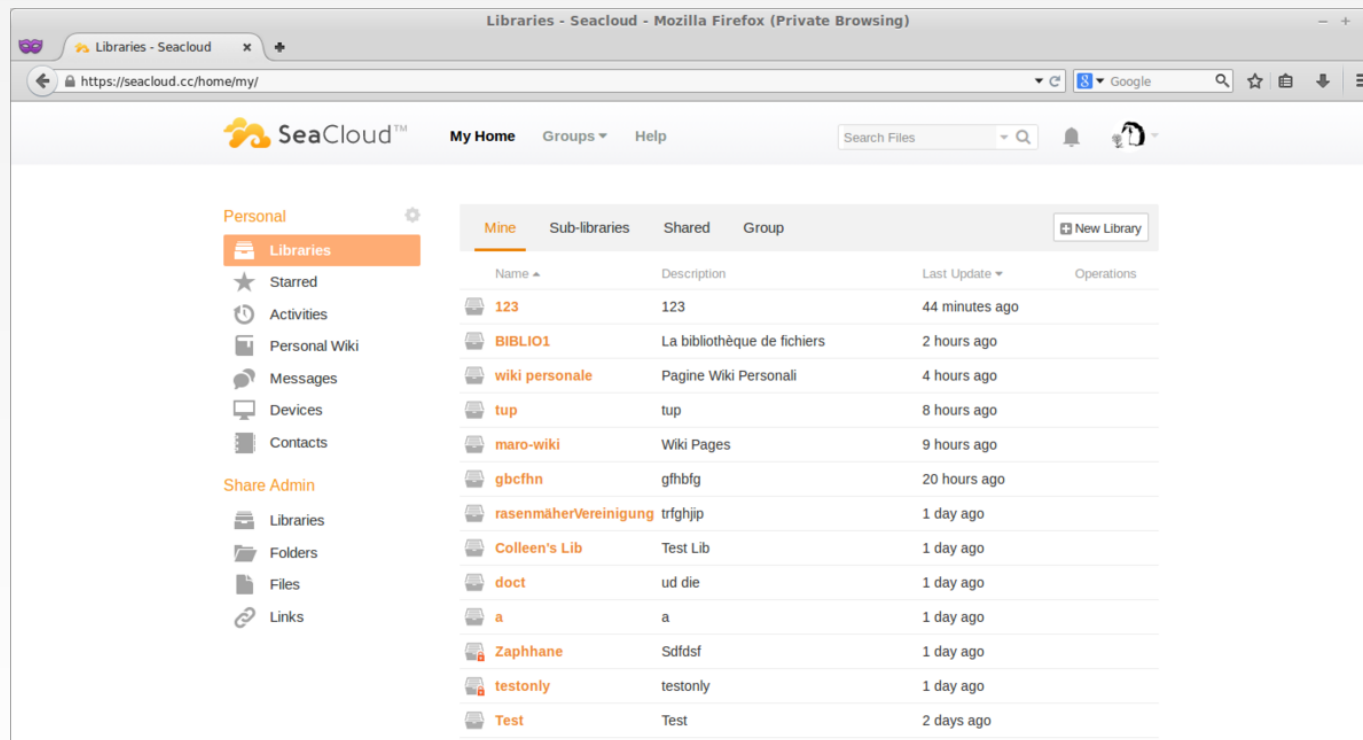 Libraries - Seacloud - Mozilla Firefox (Private Browsing)
Libraries - Seacloud
https://seacloud.cc/home/my/
Google
SeaCloud™ My Home Groups Help
Search Files
Personal
Libraries
Starred
Activities
Personal Wiki
Messages
Devices
Contacts
Share Admin
Libraries
Folders
Files
Links
Mine Sub-libraries Shared Group New Library
Name Description Last Update Operations
123 123 44 minutes ago
BIBLIO1 La bibliothèque de fichiers 2 hours ago
wiki personale Pagine Wiki Personali 4 hours ago
tup tup 8 hours ago
maro-wiki Wiki Pages 9 hours ago
gbcfhn gfhbfg 20 hours ago
rasenmäherVereinigung trfghjip 1 day ago
Colleen's Lib Test Lib 1 day ago
doct ud die 1 day ago
a a 1 day ago
Zaphhane Sdfdsf 1 day ago
testonly testonly 1 day ago
Test Test 2 days ago